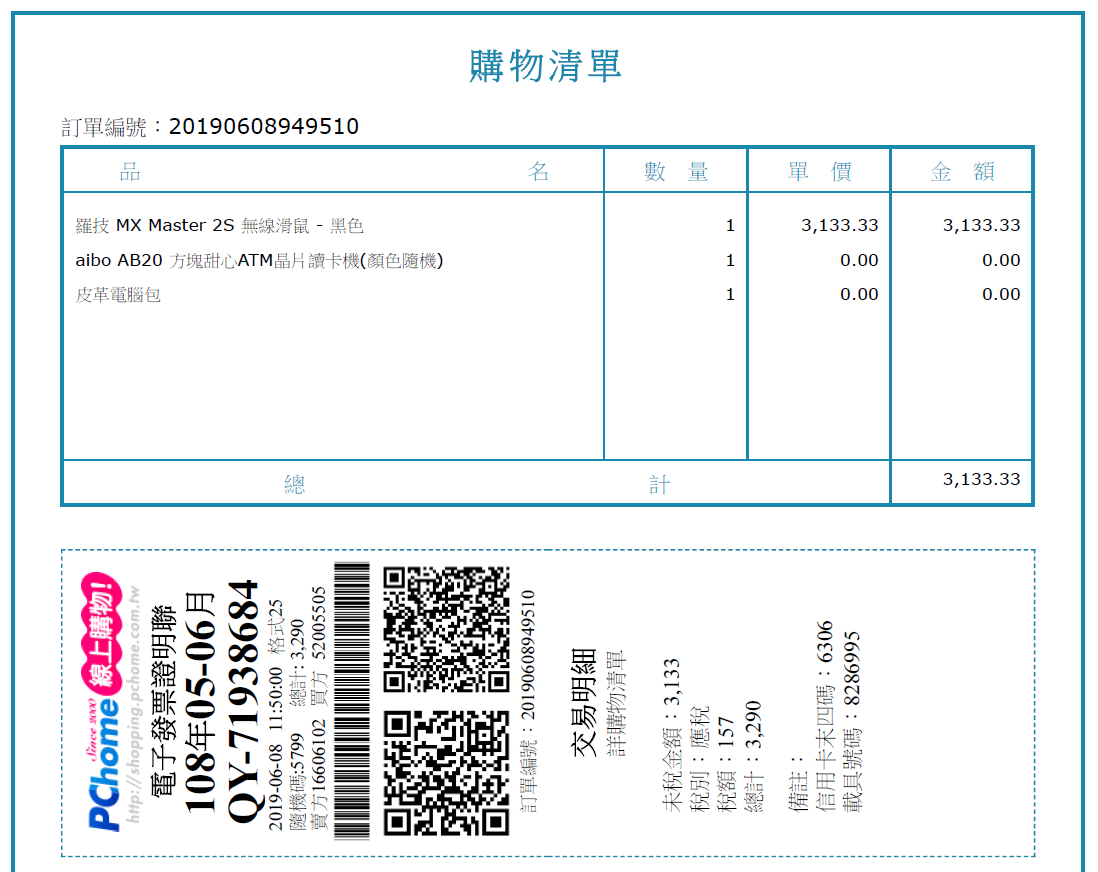 購物清單
訂單編號：20190608949510
品 名 數 量 單 價 金 額
羅技 MX Master 2S 無線滑鼠 - 黑色 1 3,133.33 3,133.33
aibo AB20 方塊甜心ATM晶片讀卡機(顏色隨機) 1 0.00 0.00
皮革電腦包 1 0.00 0.00
總 計 3,133.33
Since 2000
PChome線上購物!
http://shopping.pchome.com.tw
電子發票證明聯
108年05-06月
QY-71938684
2019-06-08 11:50:00 格式25
隨機碼:5799 總計: 3,290
賣方16606102 買方 52005505
訂單編號：20190608949510
交易明細
詳購物清單
未稅金額：3,133
稅別：應稅
稅額：157
總計：3,290
備註：
信用卡末四碼：6306
載具號碼：8286995